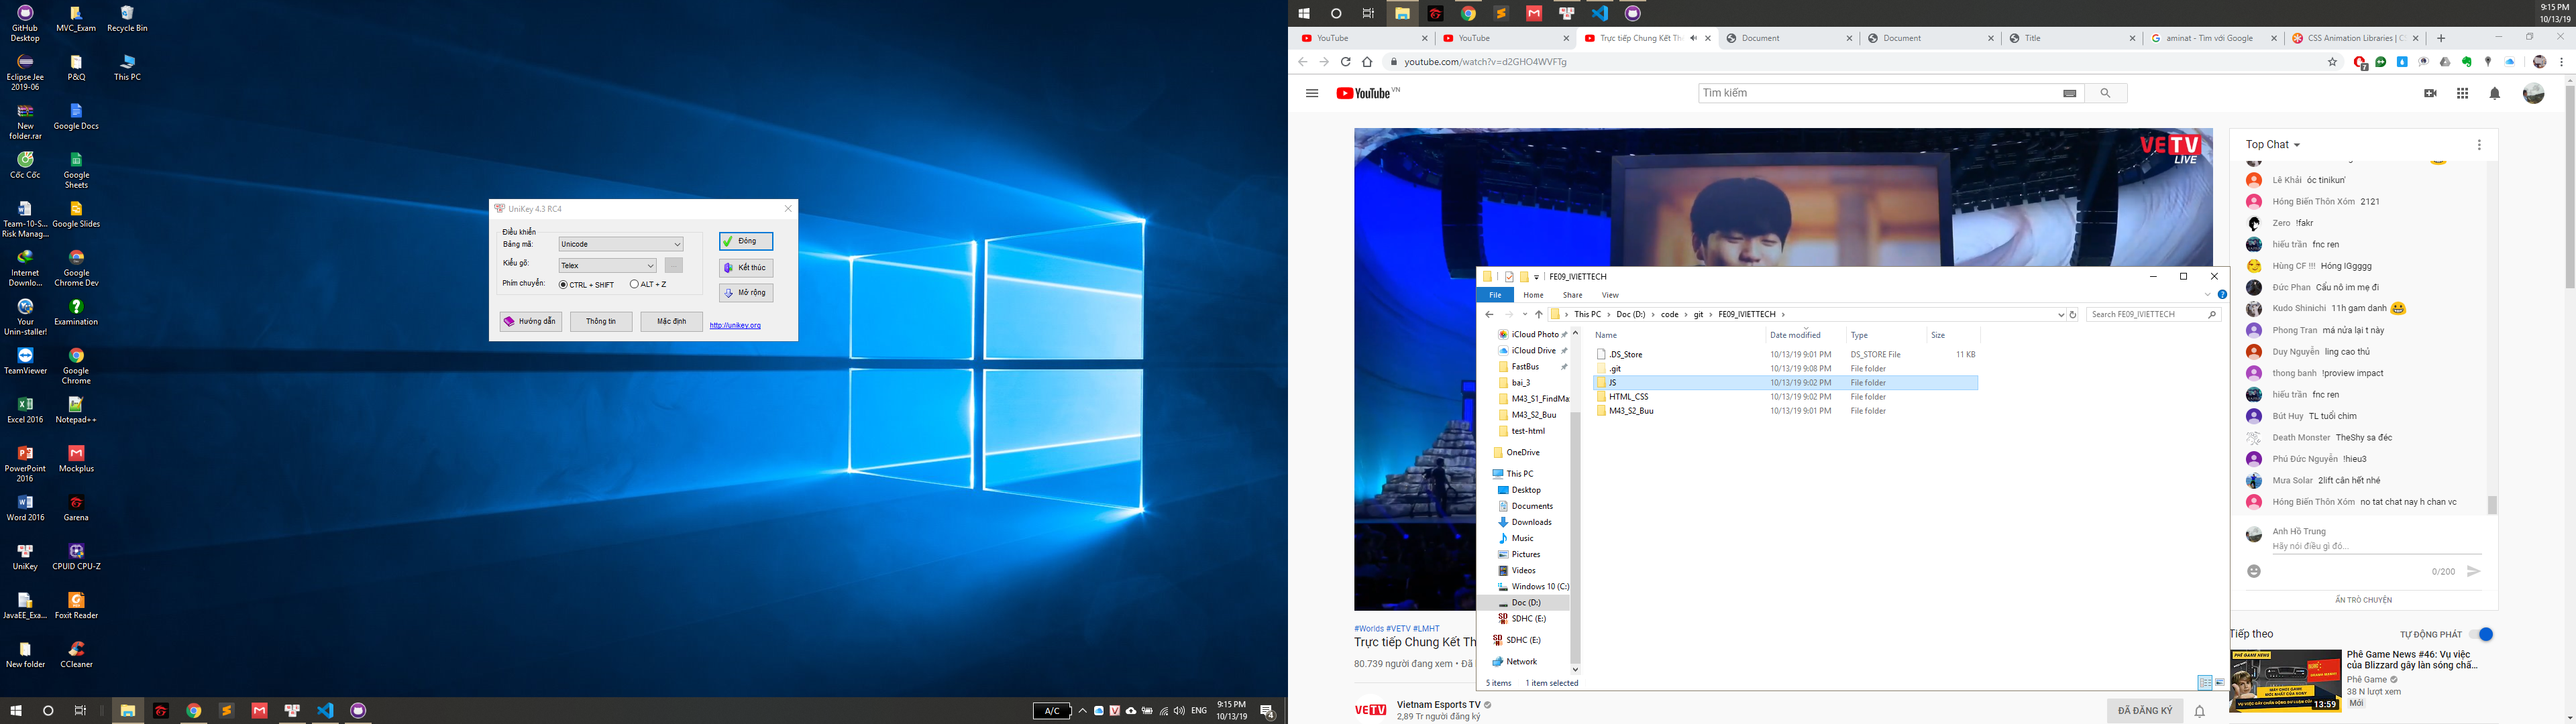 GitHub Desktop
MVC_Exam
Recycle Bin
Eclipse Jee 2019-06
P&Q
This PC
New folder.rar
Google Docs
Cốc Cốc
Google Sheets
Team-10-S... Risk Manag...
Google Slides
Internet Downlo...
Google Chrome Dev
Your Unin-staller!
Examination
TeamViewer
Google Chrome
Excel 2016
Notepad++
PowerPoint 2016
Mockplus
Word 2016
Garena
UniKey
CPUID CPU-Z
JavaEE_Exa...
Foxit Reader
New folder
CCleaner
UniKey 4.3 RC4
Điều khiển
Bảng mã:
Unicode
Kiểu gõ:
Telex
...
Phím chuyển:
CTRL + SHIFT
ALT + Z
Đóng
Kết thúc
Mở rộng
Hướng dẫn
Thông tin
Mặc định
http://unikey.org
A/C
ENG
9:15 PM
10/13/19
4
9:15 PM
10/13/19
YouTube
YouTube
Trực tiếp Chung Kết Th
Document
Document
Title
aminat - Tìm với Google
CSS Animation Libraries | C
youtube.com/watch?v=d2GHO4WVFTg
7
YouTube VN
Tìm kiếm
VETV
LIVE
FE09_IVIETTECH
File
Home
Share
View
This PC
Doc (D:)
code
git
FE09_IVIETTECH
Search FE09_IVIETTECH
iCloud Photo
iCloud Drive
FastBus
bai_3
M43_S1_FindMa
M43_S2_Buu
test-html
OneDrive
This PC
Desktop
Documents
Downloads
Music
Pictures
Videos
Windows 10 (C:)
Doc (D:)
SDHC (E:)
SDHC (E:)
Network
Name
Date modified
Type
Size
.DS_Store
10/13/19 9:01 PM
DS_STORE File
11 KB
.git
10/13/19 9:08 PM
File folder
JS
10/13/19 9:02 PM
File folder
HTML_CSS
10/13/19 9:02 PM
File folder
M43_S2_Buu
10/13/19 9:01 PM
File folder
5 items
1 item selected
#Worlds #VETV #LMHT
Trực tiếp Chung Kết Th
80.739 người đang xem • Đã
VETV
Vietnam Esports TV
2,89 Tr người đăng ký
ĐÃ ĐĂNG KÝ
Top Chat
Lê Khải óc tinikun'
Hóng Biến Thôn Xóm 2121
Zero !fakr
hiếu trần fnc ren
Hùng CF !!! Hóng IGgggg
Đức Phan Cấu nô im mẹ đi
Kudo Shinichi 11h gam danh
Phong Tran má nửa lại t này
Duy Nguyễn ling cao thủ
thong banh !proview impact
hiếu trần fnc ren
Bút Huy TL tuổi chim
Death Monster TheShy sa đéc
Phú Đức Nguyễn !hieu3
Mưa Solar 2lift cân hết nhé
Hóng Biến Thôn Xóm no tat chat nay h chan vc
Anh Hồ Trung
Hãy nói điều gì đó...
0/200
ẨN TRÒ CHUYỆN
Tiếp theo
TỰ ĐỘNG PHÁT
PHÊ GAME NEWS
13:59
Phê Game News #46: Vụ việc
của Blizzard gây làn sóng chấ...
Phê Game
38 N lượt xem
Mới